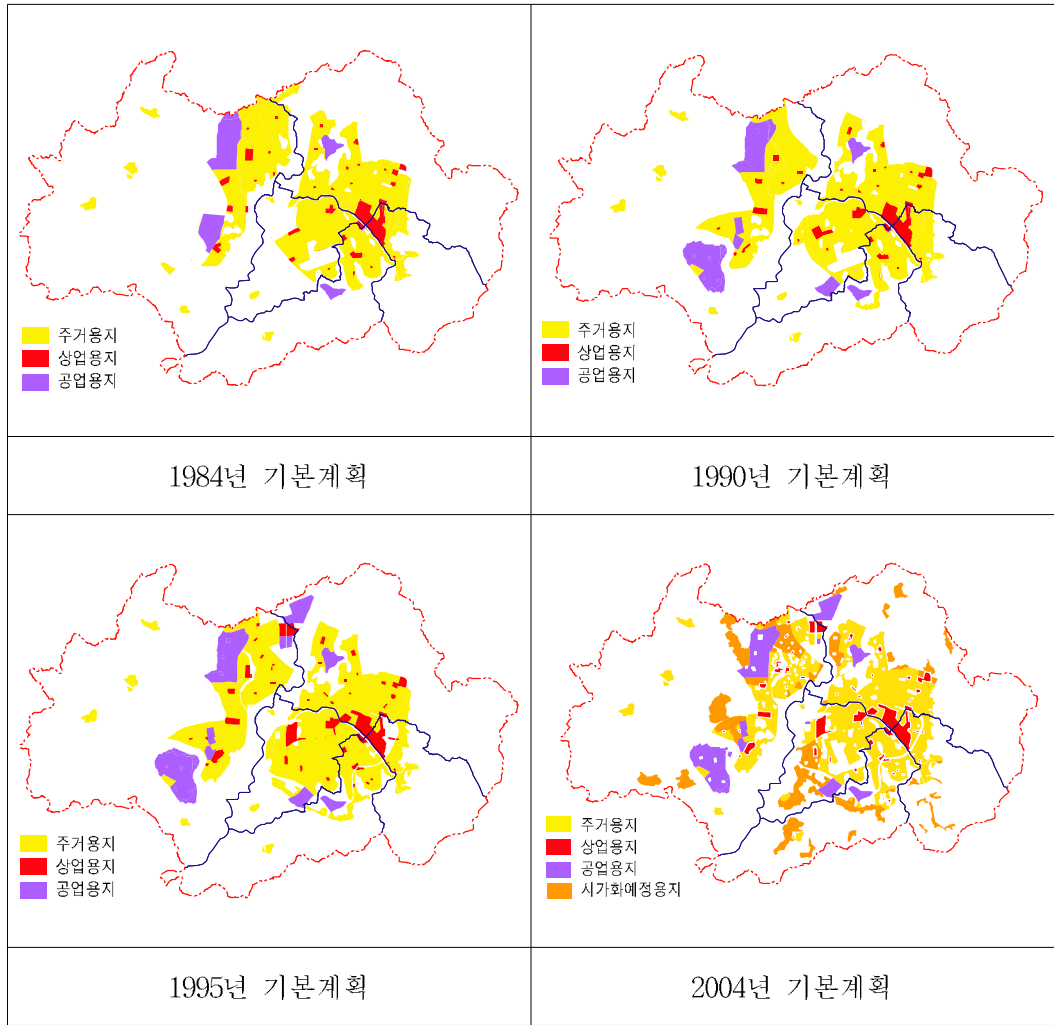 주거용지
상업용지
공업용지
주거용지
상업용지
공업용지
1984년 기본계획
1990년 기본계획
주거용지
상업용지
공업용지
주거용지
상업용지
공업용지
시가화예정용지
1995년 기본계획
2004년 기본계획